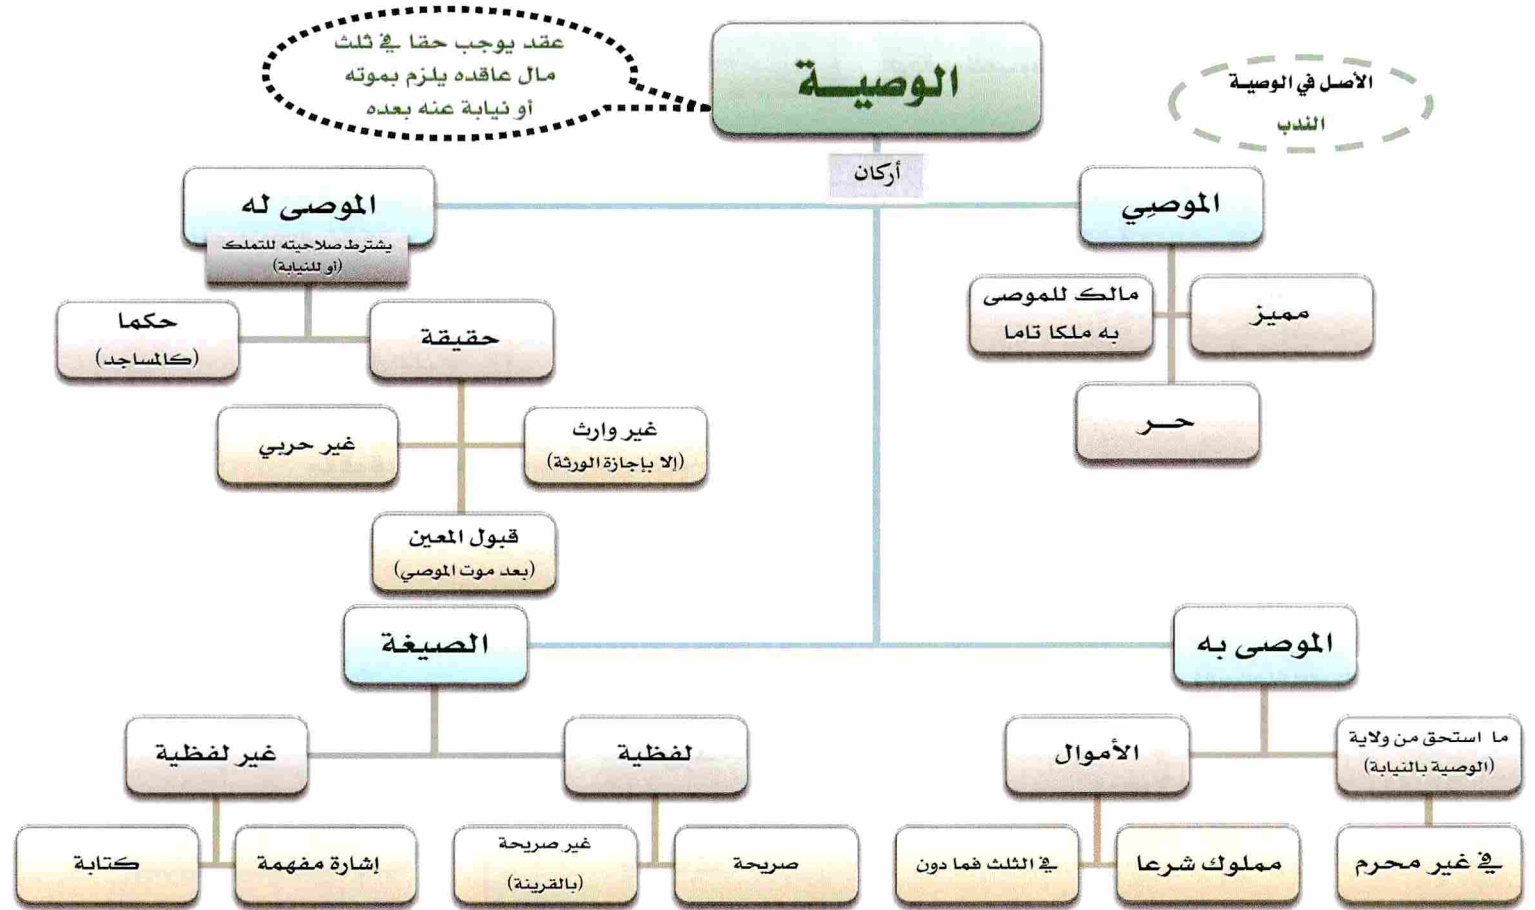 الوصيـــة
عقد يوجب حقا في ثلث
مال عاقده يلزم بموته
أو نيابة عنه بعده
الأصل في الوصية
الندب
أركان
الموصِي
مميز
مالك للموصى
به ملكا تاما
حـــر
الموصى له
يشترط صلاحيته للتملك
(أو للنيابة)
حقيقة
حكما
(كالمساجد)
غير وارث
(إلا بإجازة الورثة)
غير حربي
قبول المعين
(بعد موت الموصي)
الموصى به
ما استحق من ولاية
(الوصية بالنيابة)
في غير محرم
الأموال
مملوك شرعا
في الثلث فما دون
الصيغة
لفظية
صريحة
غير صريحة
(بالقرينة)
غير لفظية
إشارة مفهمة
كتابة